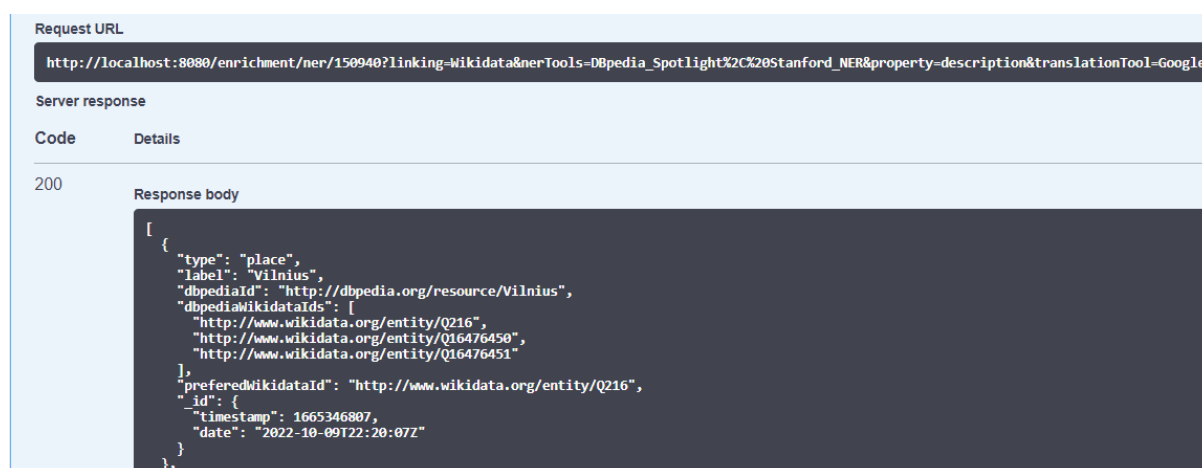 Request URL
http://localhost:8080/enrichment/ner/150940?linking=Wikidata&nerTools=DBpedia_Spotlight%2C%20Stanford_NER&property=description&translationTool=Google
Server response
Code Details
200
Response body
[
{
"type": "place",
"label": "Vilnius",
"dbpediaId": "http://dbpedia.org/resource/Vilnius",
"dbpediaWikidataIds": [
"http://www.wikidata.org/entity/Q216",
"http://www.wikidata.org/entity/Q16476450",
"http://www.wikidata.org/entity/Q16476451"
],
"preferedWikidataId": "http://www.wikidata.org/entity/Q216",
"_id": {
"timestamp": 1665346807,
"date": "2022-10-09T22:20:07Z"
}
},